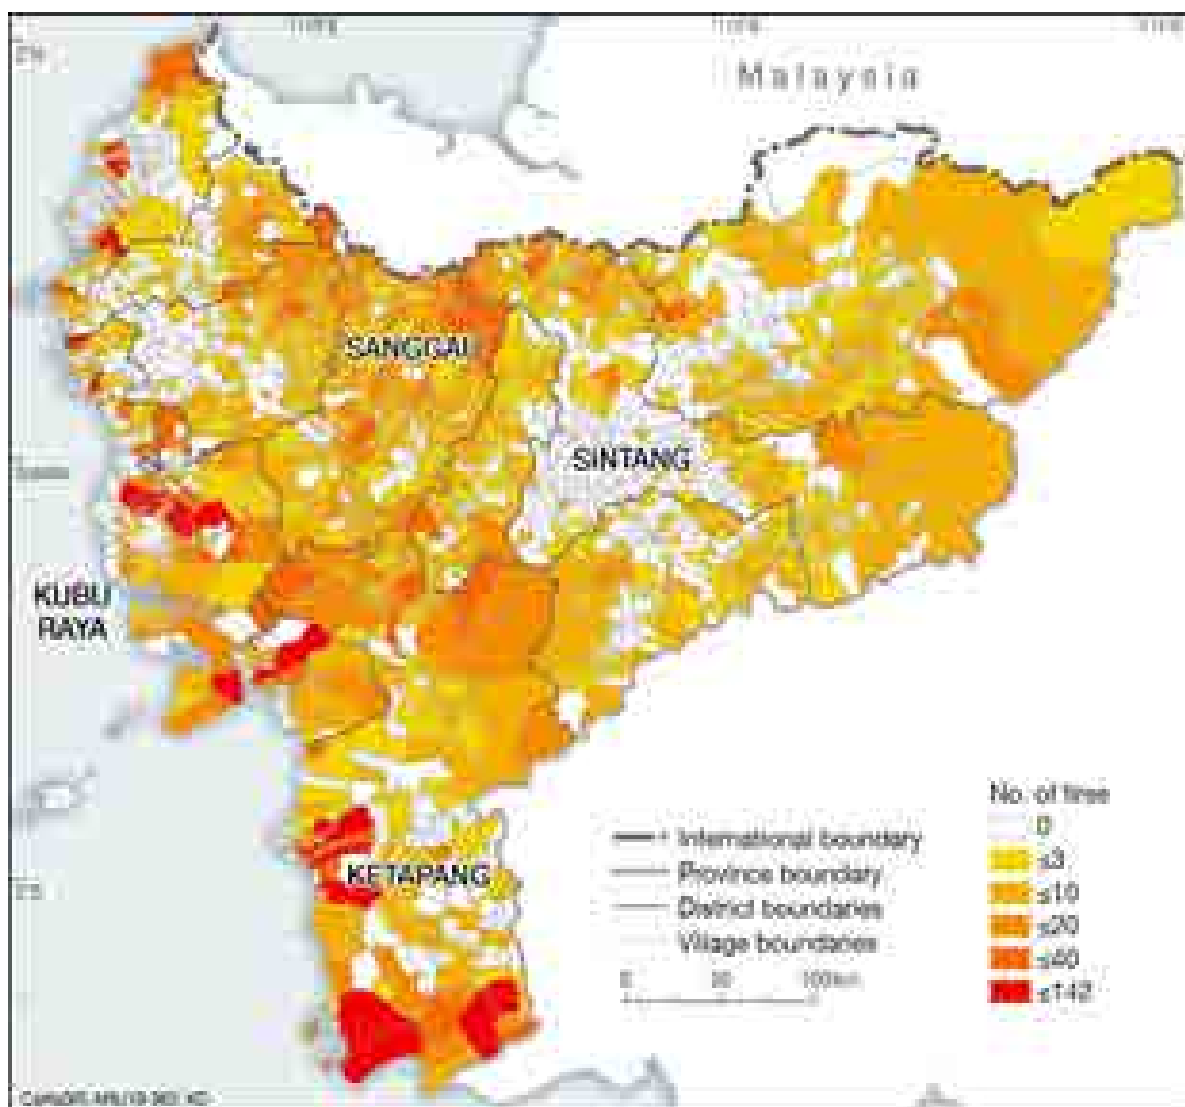 Malaysia
SANGGAU
SINTANG
KUBU
RAYA
KETAPANG
No. of fires
0
≤3
≤10
≤20
≤40
≤142
International boundary
Province boundary
District boundaries
Village boundaries
0
100km